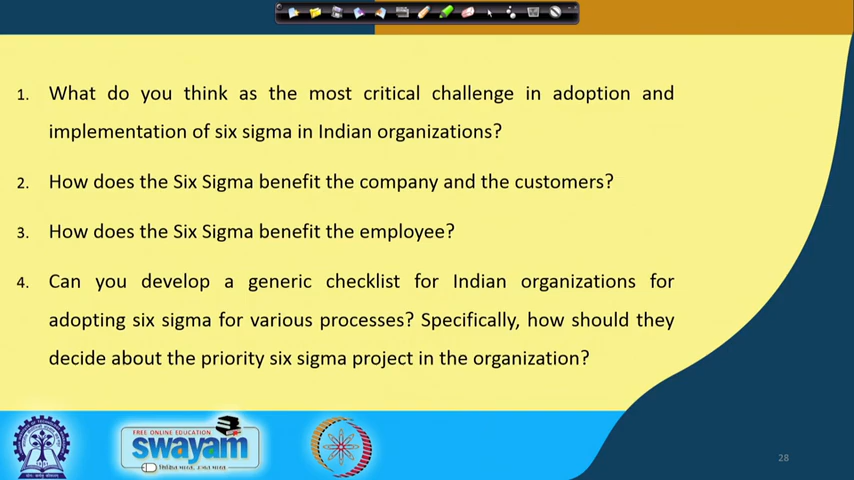 1. What do you think as the most critical challenge in adoption and
implementation of six sigma in Indian organizations?
2. How does the Six Sigma benefit the company and the customers?
3. How does the Six Sigma benefit the employee?
4. Can you develop a generic checklist for Indian organizations for
adopting six sigma for various processes? Specifically, how should they
decide about the priority six sigma project in the organization?
FREE ONLINE EDUCATION
swayam
28